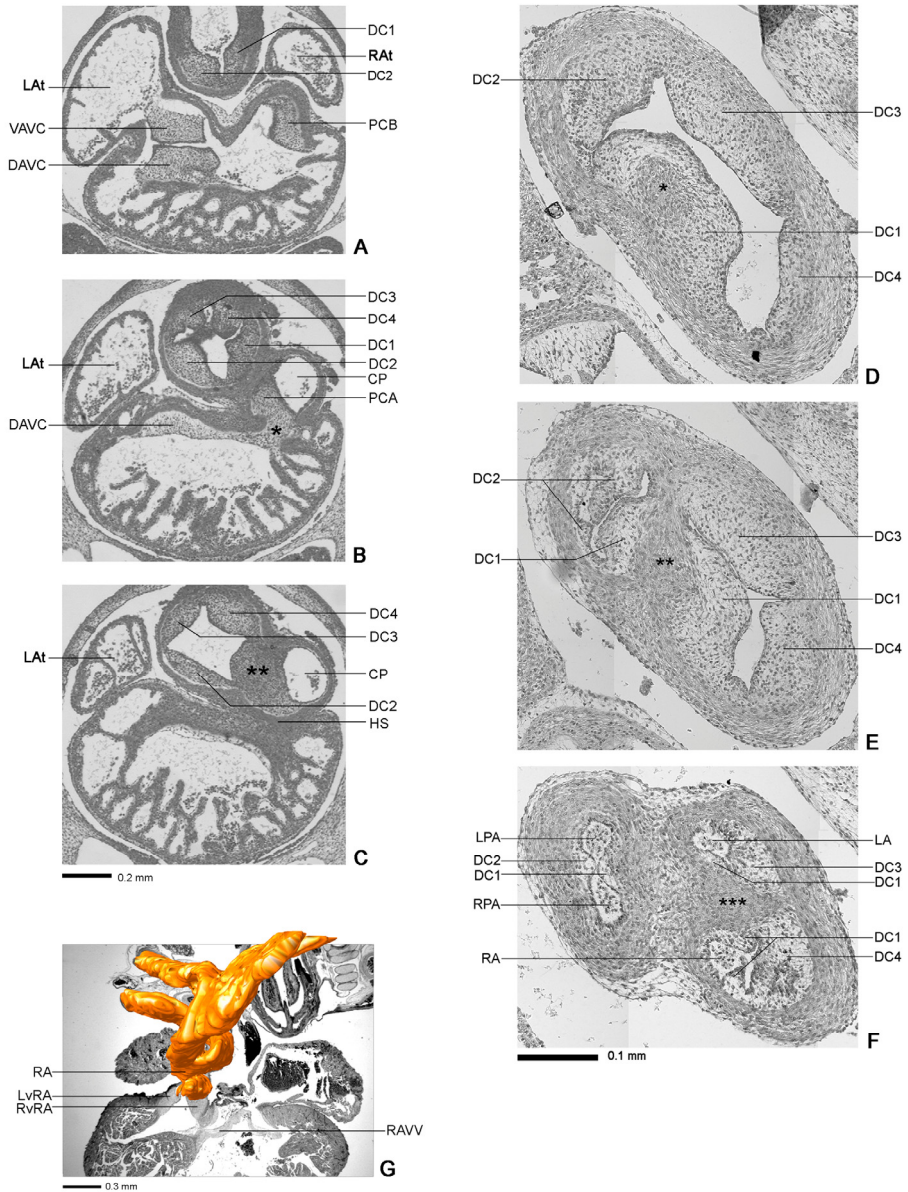 DC1
RAt
DC2
LAt
VAVC
PCB
DAVC
A
DC3
DC4
DC1
LAt
DC2
CP
PCA
DAVC
*
B
DC4
DC3
LAt
**
CP
DC2
HS
C
0.2 mm
RA
LvRA
RvRA
RAVV
G
0.3 mm
DC2
DC3
*
DC1
DC4
D
DC2
DC3
DC1
**
DC1
DC4
E
LPA
LA
DC2
DC3
DC1
DC1
RPA
***
DC1
RA
DC4
F
0.1 mm